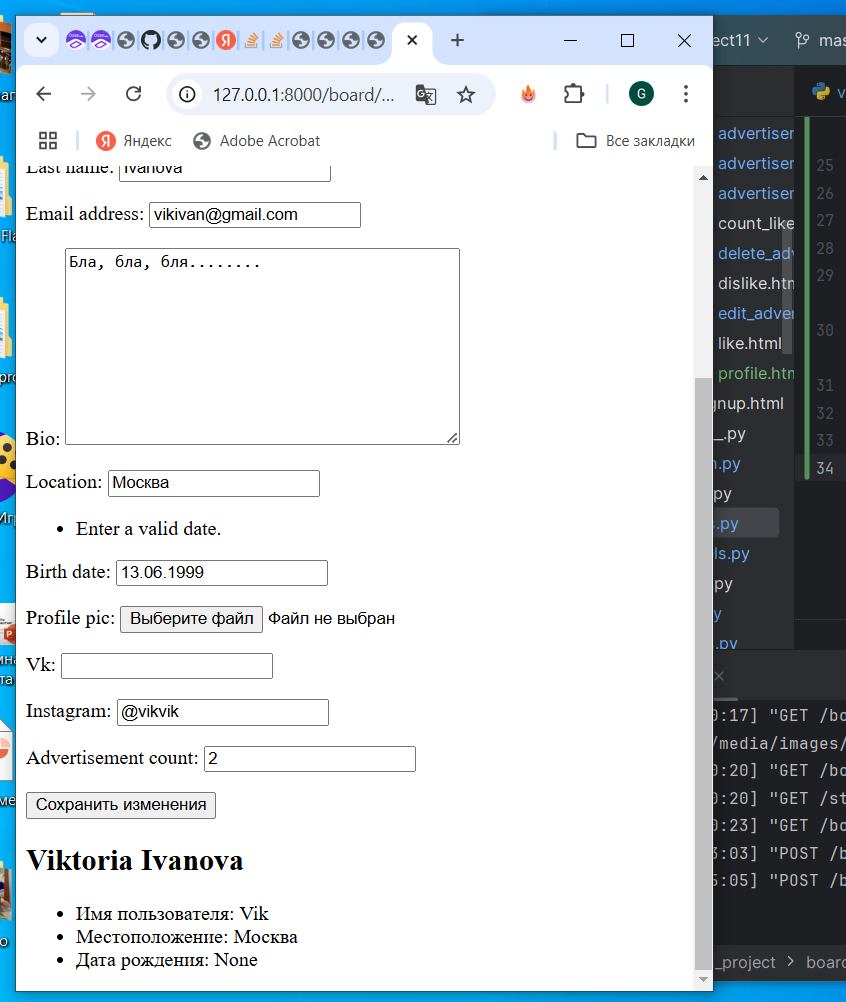 ect11
mas
127.0.0.1:8000/board/...
G
Я Яндекс
Adobe Acrobat
Все закладки
Last name: Ivanova
Email address: vikivan@gmail.com
Бла, бла, бля........
Bio:
Location: Москва
Enter a valid date.
Birth date: 13.06.1999
Profile pic: Выберите файл Файл не выбран
Vk:
Instagram: @vikvik
Advertisement count: 2
Сохранить изменения
Viktoria Ivanova
Имя пользователя: Vik
Местоположение: Москва
Дата рождения: None
advertiser
advertiser
advertiser
count_like
delete_adv
dislike.htm
edit_adver
like.html
profile.htm
gnup.html
_.py
n.py
py
s.py
ls.py
py
y
s.py
25
26
27
28
29
30
31
32
33
34
0:17] "GET /bo
/media/images/
0:20] "GET /bo
0:20] "GET /st
0:23] "GET /bo
3:03] "POST /b
5:05] "POST /b
_project > board